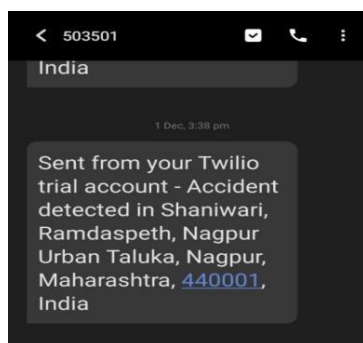 503501
India
1 Dec, 3:38 pm
Sent from your Twilio
trial account - Accident
detected in Shaniwari,
Ramdaspeth, Nagpur
Urban Taluka, Nagpur,
Maharashtra, 440001,
India